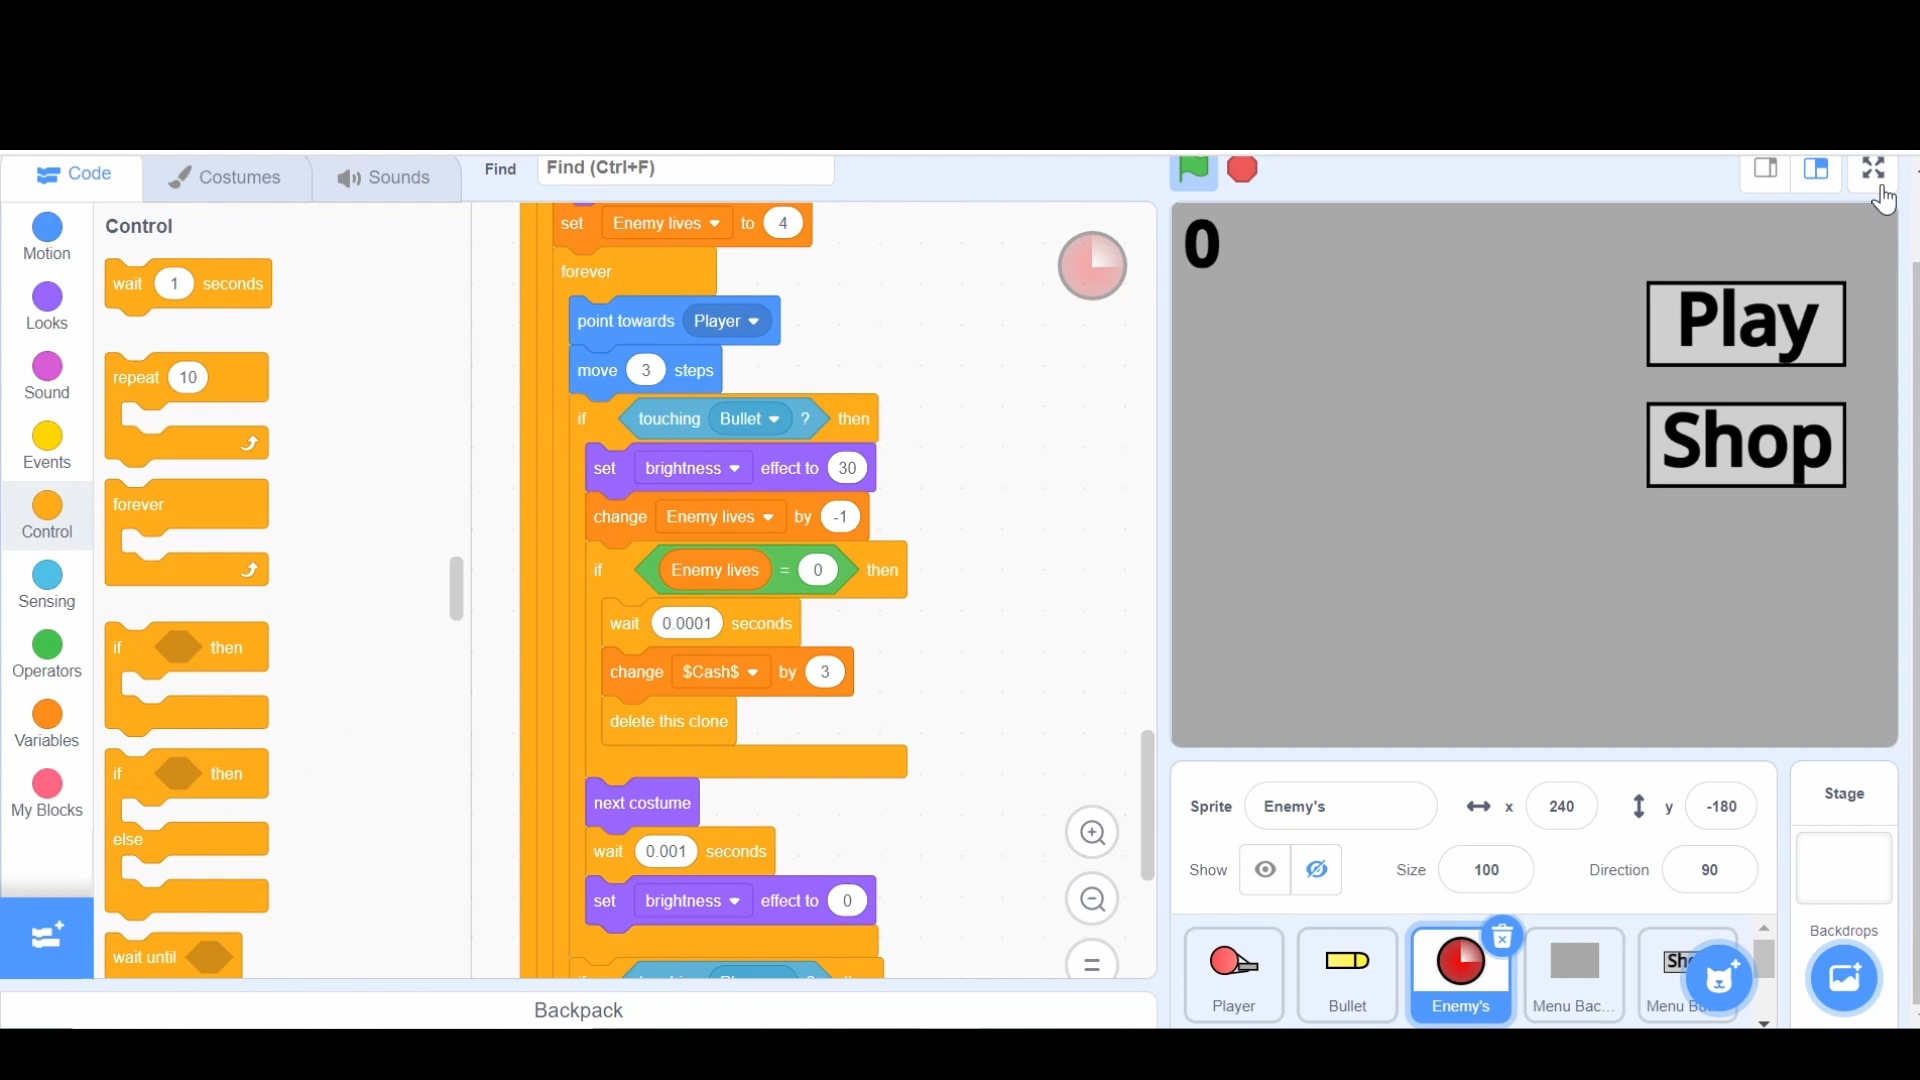 Code
Costumes
Sounds
Find
Find (Ctrl+F)
Motion
Looks
Sound
Events
Control
Sensing
Operators
Variables
My Blocks
Control
wait 1 seconds
repeat 10
forever
if then
if then
else
wait until
set Enemy lives to 4
forever
point towards Player
move 3 steps
if touching Bullet ? then
set brightness effect to 30
change Enemy lives by -1
if Enemy lives = 0 then
wait 0.0001 seconds
change $Cash$ by 3
delete this clone
next costume
wait 0.001 seconds
set brightness effect to 0
Backpack
0
Play
Shop
Sprite Enemy's x 240 y -180
Show Size 100 Direction 90
Player
Bullet
Enemy's
Menu Bac...
Stage
Backdrops